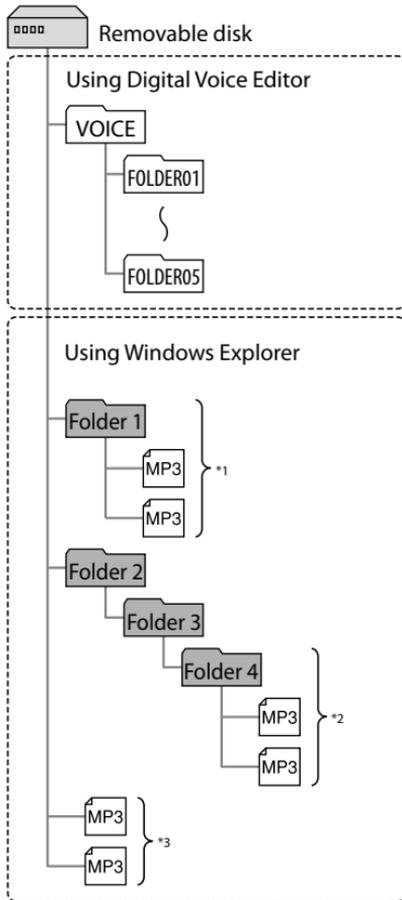 Removable disk
Using Digital Voice Editor
VOICE
FOLDER01
FOLDER05
Using Windows Explorer
Folder 1
MP3
*1
MP3
Folder 2
Folder 3
Folder 4
MP3
*2
MP3
MP3
*3
MP3